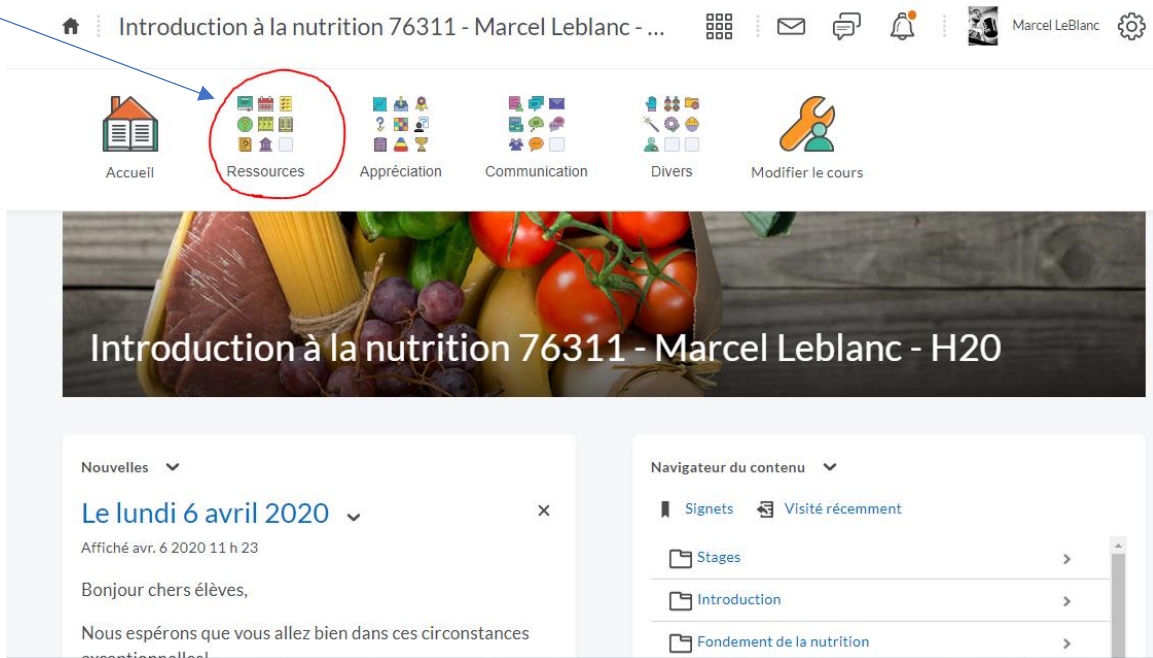 Introduction à la nutrition 76311 - Marcel Leblanc - ...
Marcel LeBlanc
Accueil
Ressources
Appréciation
Communication
Divers
Modifier le cours
Introduction à la nutrition 76311 - Marcel Leblanc - H20
Nouvelles
Le lundi 6 avril 2020
Affiché avr. 6 2020 11 h 23
Bonjour chers élèves,
Nous espérons que vous allez bien dans ces circonstances
exceptionnelles!
Navigateur du contenu
Signets
Visité récemment
Stages
Introduction
Fondement de la nutrition